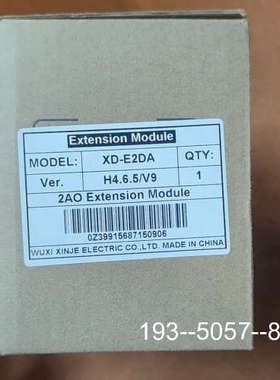 Extension Module
MODEL: XD-E2DA QTY:
Ver. H4.6.5/V9 1
2AO Extension Module
0Z39915687150906
WUXI XINJE ELECTRIC CO.,LTD. MADE IN CHINA
193--5057--8